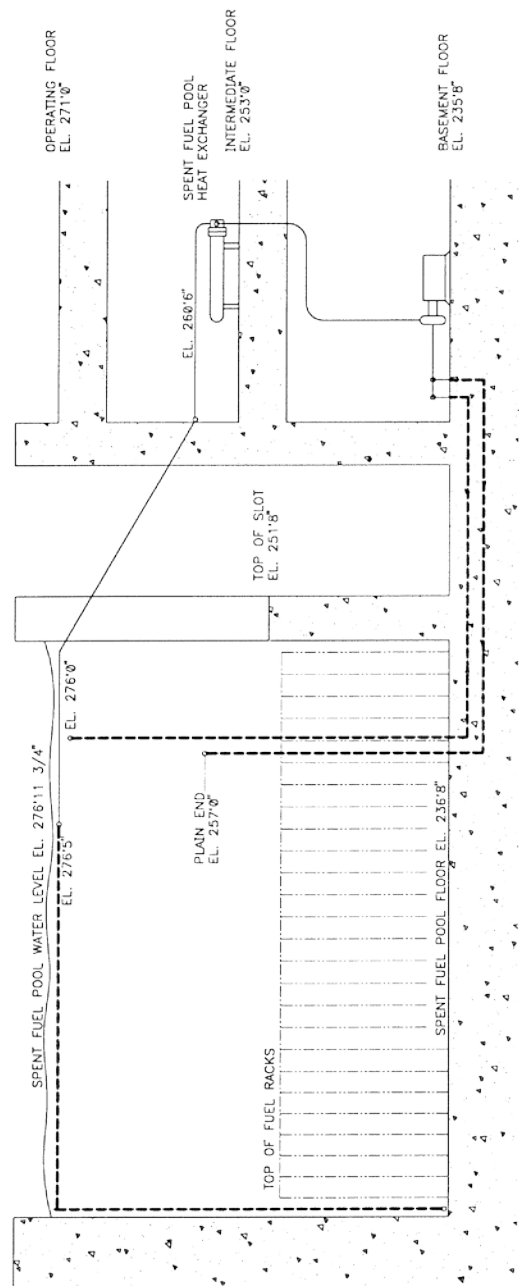 SPENT FUEL POOL WATER LEVEL EL. 276'11 3/4"
EL. 276'5"
EL. 276'0"
PLAIN END
EL. 257'0"
TOP OF FUEL RACKS
SPENT FUEL POOL FLOOR EL. 236'8"
TOP OF SLOT
EL. 251'8"
EL. 260'6"
OPERATING FLOOR
EL. 271'0"
SPENT FUEL POOL
HEAT EXCHANGER
INTERMEDIATE FLOOR
EL. 253'0"
BASEMENT FLOOR
EL. 235'8"